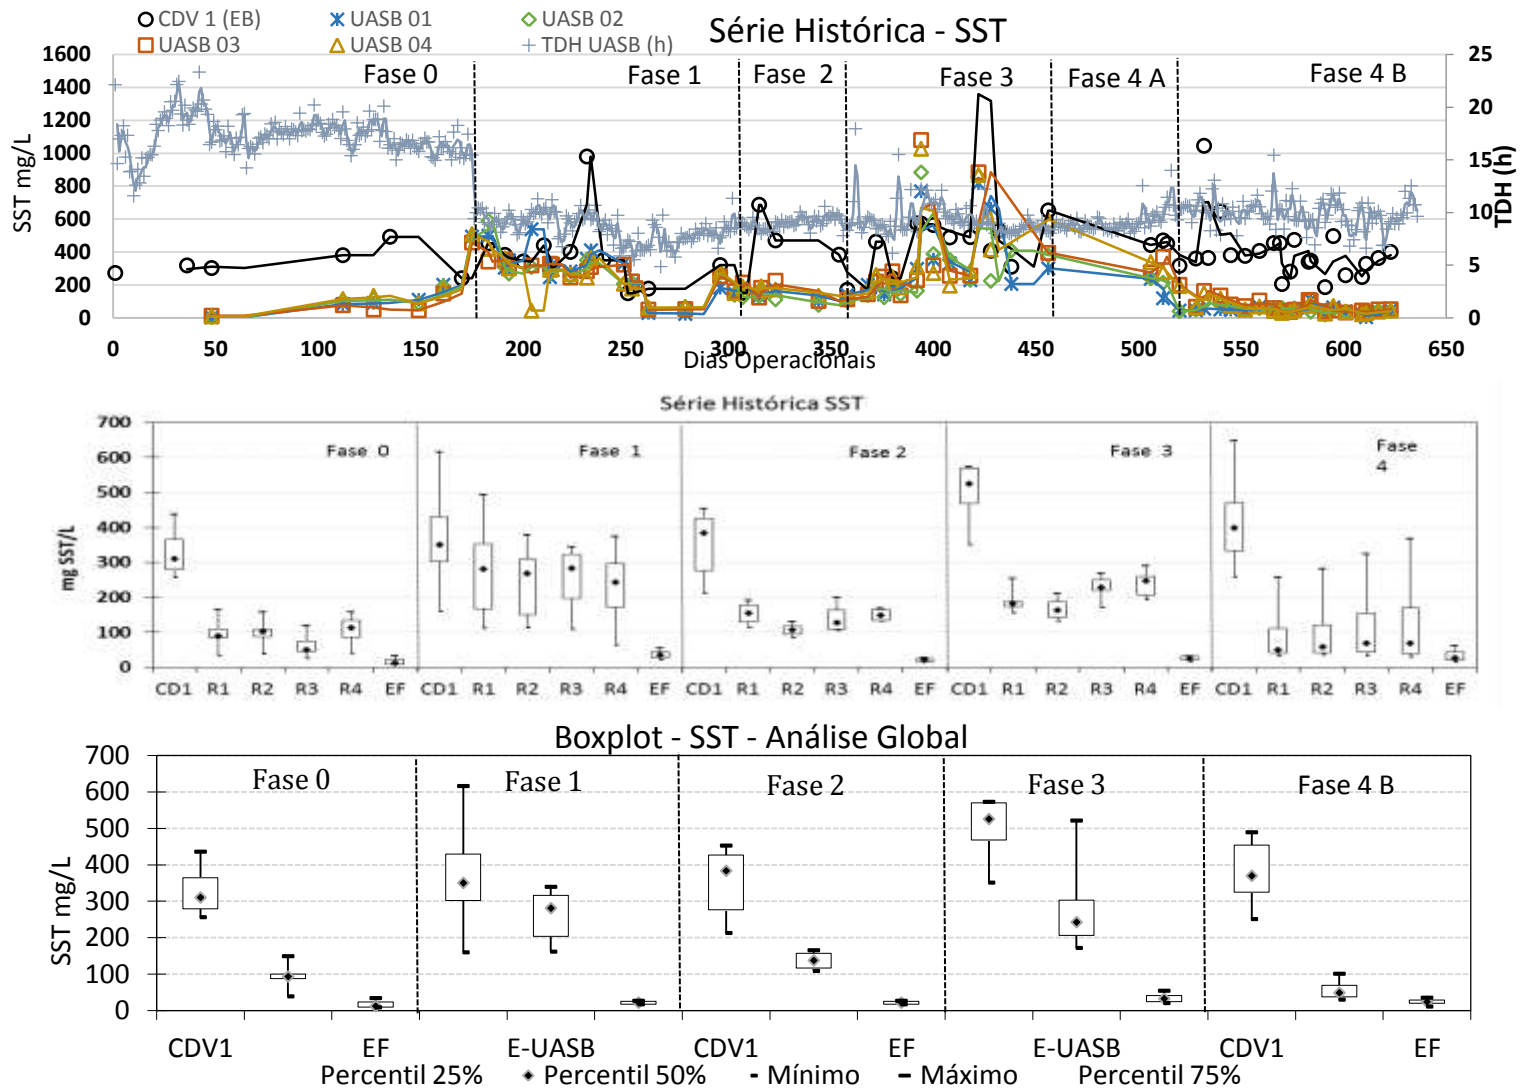 CDV 1 (EB) UASB 01 UASB 02
UASB 03 UASB 04 TDH UASB (h)
Série Histórica - SST
1600 1400 1200 1000 800 600 400 200 0
SST mg/L
Fase 0 Fase 1 Fase 2 Fase 3 Fase 4 A Fase 4 B
25 20 15 10 5 0
TDH (h)
0 50 100 150 200 250 300 350 400 450 500 550 600 650
Dias Operacionais
Série Histórica SST
700 600 500 400 300 200 100 0
mg SST/L
Fase 0 Fase 1 Fase 2 Fase 3 Fase
4
CD1 R1 R2 R3 R4 EF CD1 R1 R2 R3 R4 EF CD1 R1 R2 R3 R4 EF CD1 R1 R2 R3 R4 EF CD1 R1 R2 R3 R4 EF
Boxplot - SST - Análise Global
700 600 500 400 300 200 100 0
SST mg/L
Fase 0 Fase 1 Fase 2 Fase 3 Fase 4 B
CDV1 EF E-UASB CDV1 EF E-UASB CDV1 EF
Percentil 25% Percentil 50% Mínimo Máximo Percentil 75%